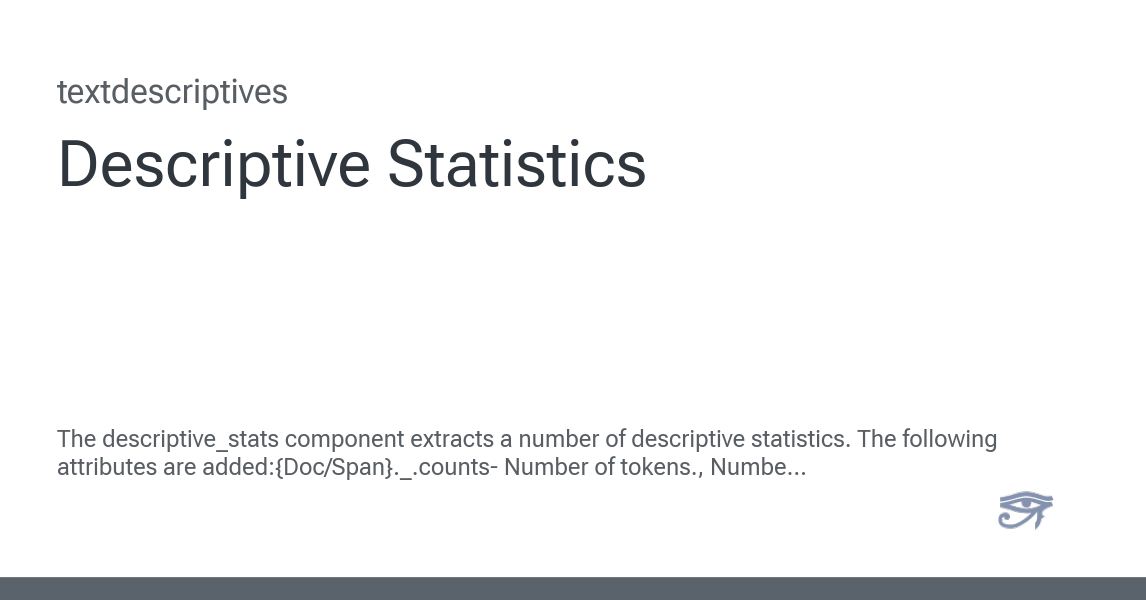 textdescriptives
Descriptive Statistics
The descriptive_stats component extracts a number of descriptive statistics. The following
attributes are added:{Doc/Span}._.counts- Number of tokens., Numbe...